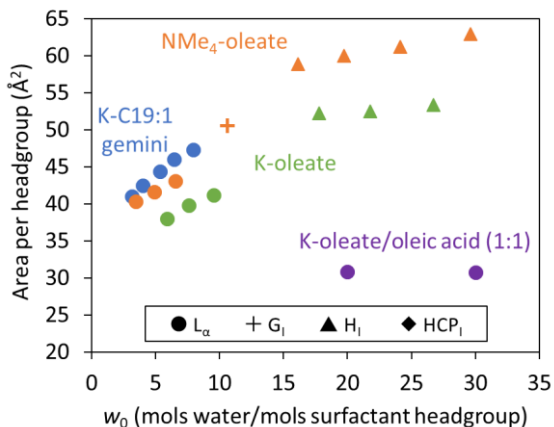 65
60
55
50
45
40
35
30
25
20
Area per headgroup (Å²)
NMe₄-oleate
K-C19:1
gemini
K-oleate
K-oleate/oleic acid (1:1)
Lα
Gᵢ
Hᵢ
HCPᵢ
0 5 10 15 20 25 30 35
w₀ (mols water/mols surfactant headgroup)